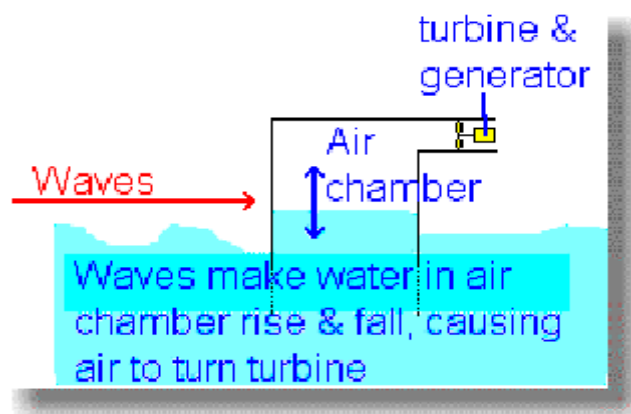 turbine &
generator
Air
chamber
Waves
Waves make water in air
chamber rise & fall, causing
air to turn turbine